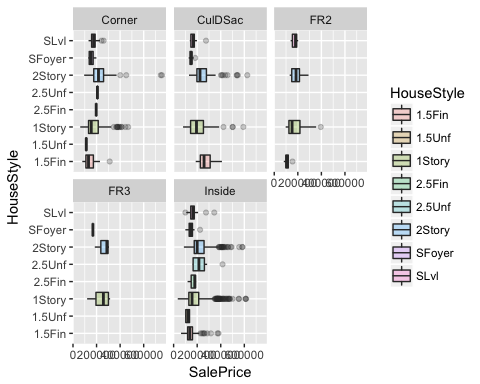 Corner
CulDSac
FR2
SLvl
SFoyer
2Story
2.5Unf
2.5Fin
1Story
1.5Unf
1.5Fin
FR3
Inside
SLvl
SFoyer
2Story
2.5Unf
2.5Fin
1Story
1.5Unf
1.5Fin
HouseStyle
SalePrice
HouseStyle
1.5Fin
1.5Unf
1Story
2.5Fin
2.5Unf
2Story
SFoyer
SLvl